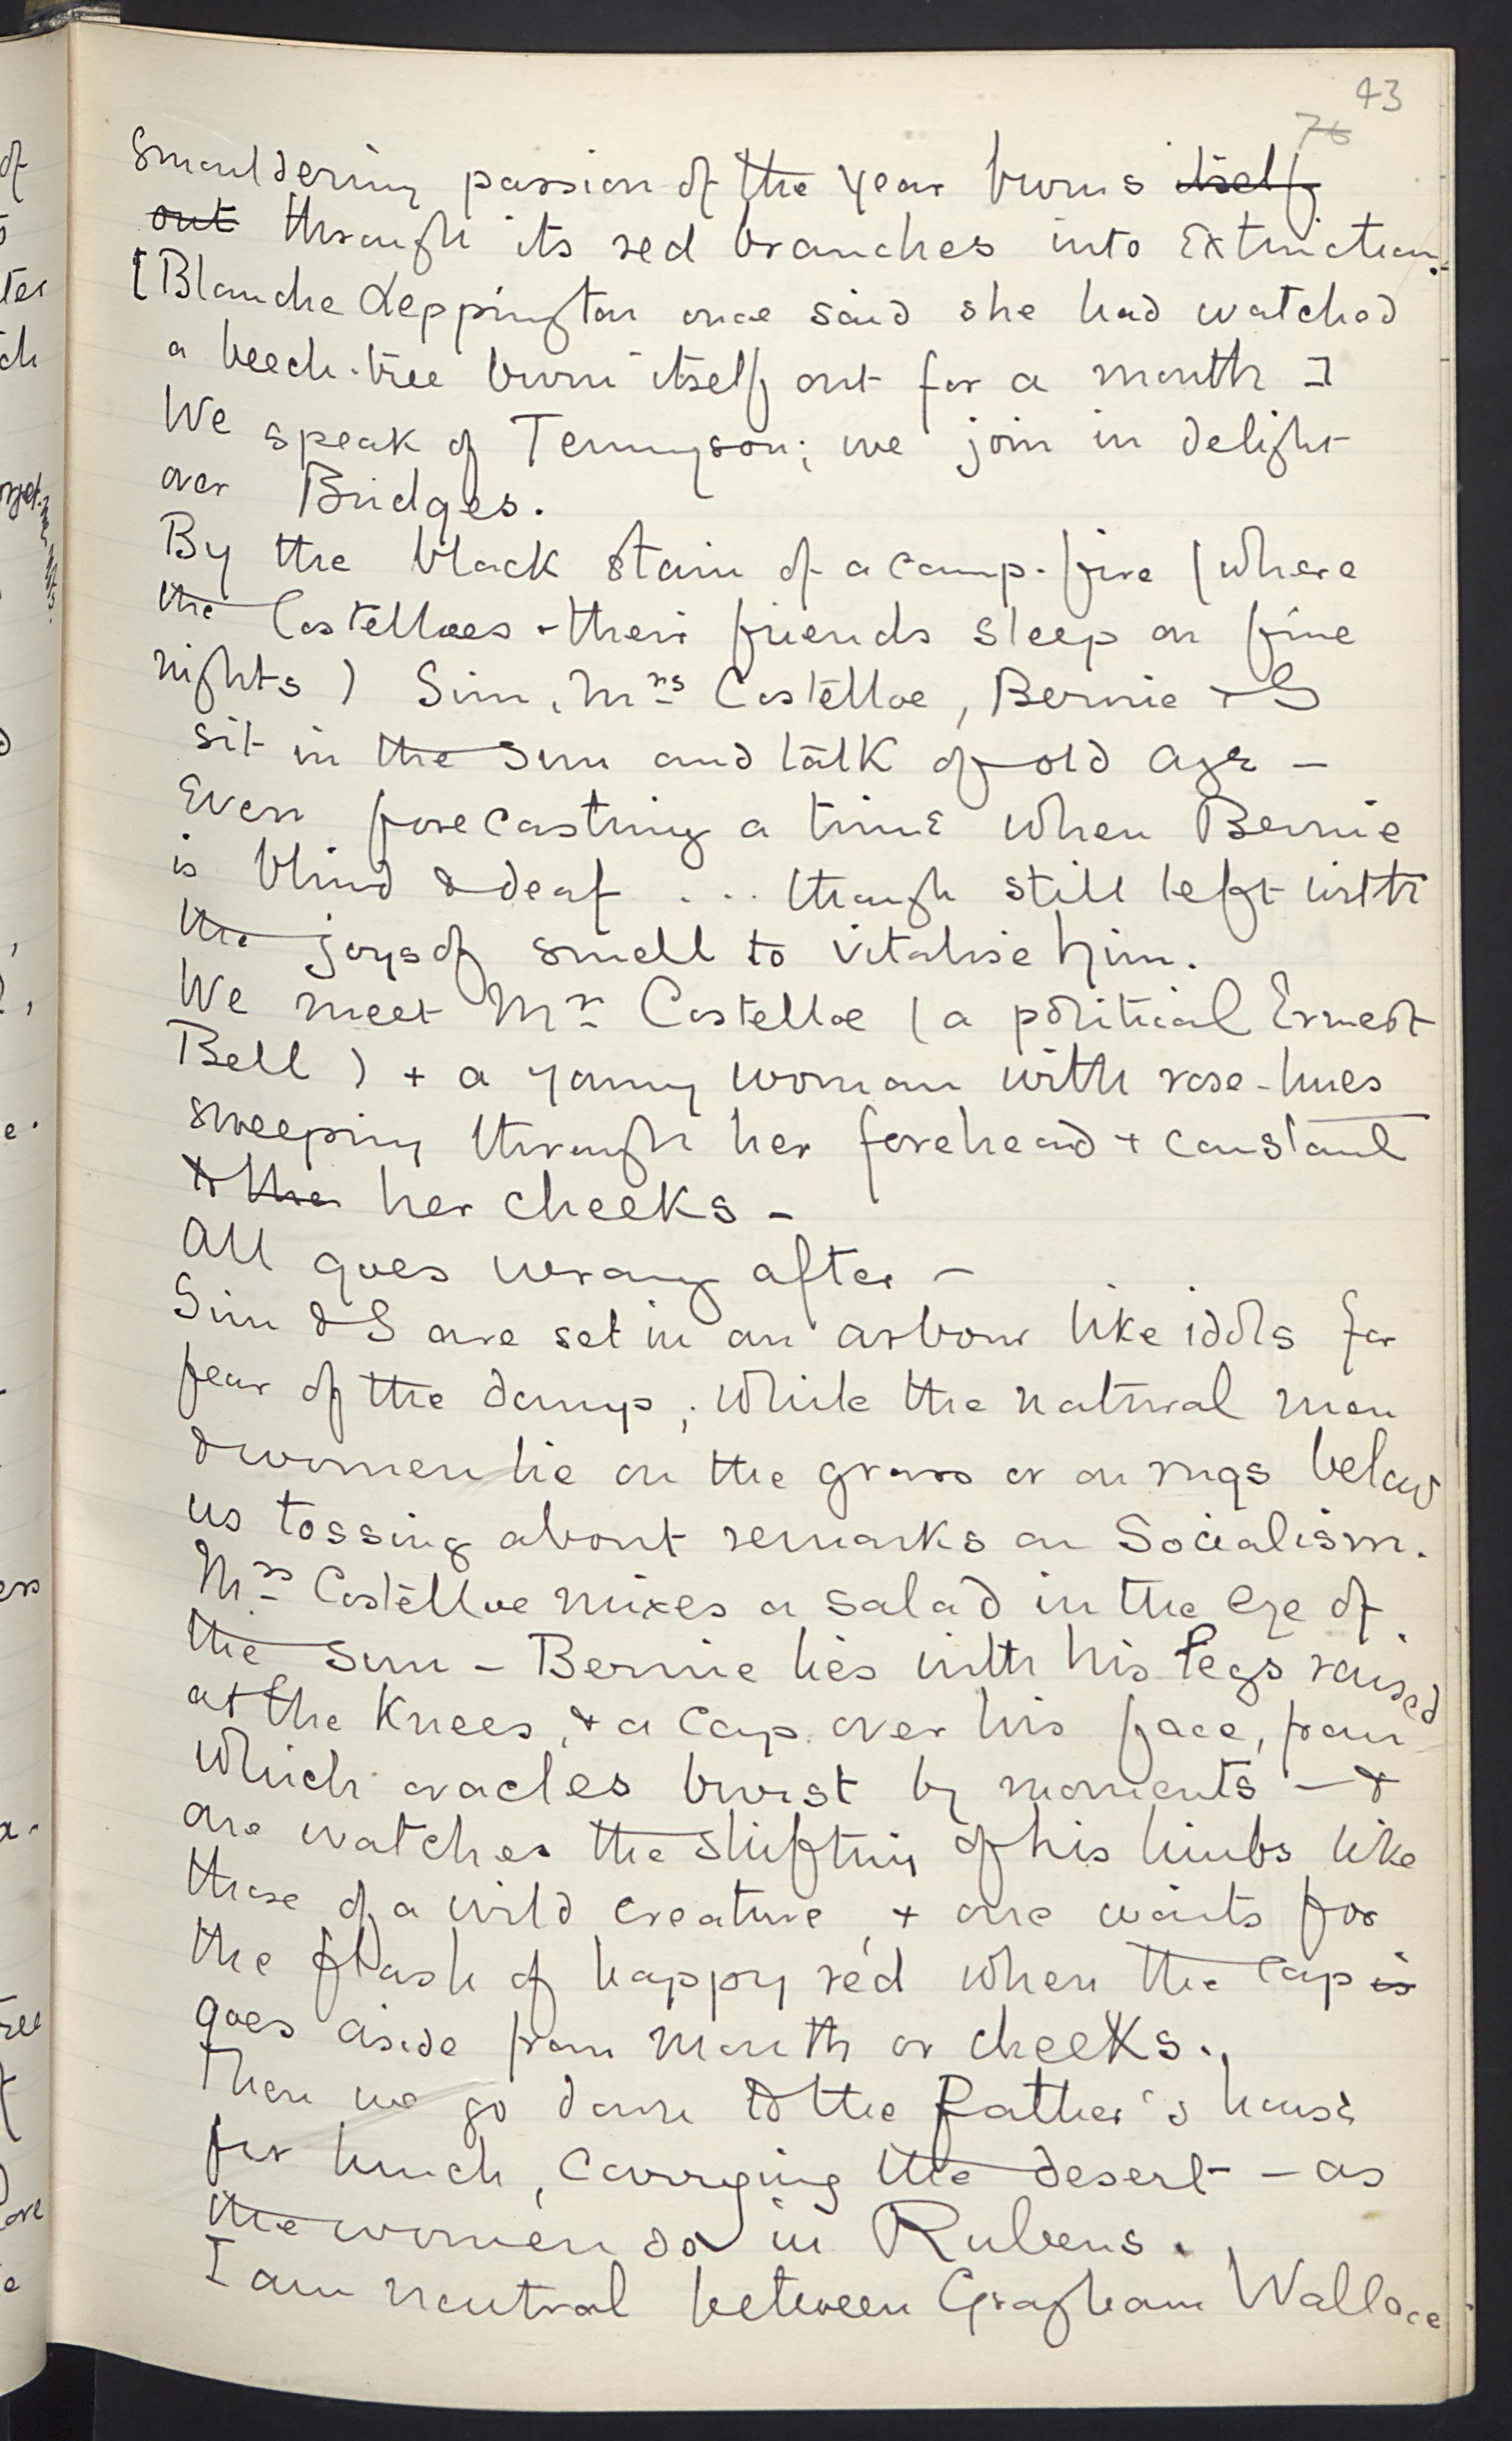 43
76
Smouldering passion of the year burns itself
out through its red branches into extinction.
[Blanche Leppington once said she had watched
a beech-tree burn itself out for a month]
We speak of Tennyson; we join in delight
over Bridges.
By the black stain of a camp-fire (where
the Costelloes + their friends sleep on fine
nights) Sim, Mrs Costelloe, Bernie + I
sit in the sun and talk of old age –
Even forecasting a time when Bernie
is blind & deaf ... though still left with
the joys of smell to vitalise him.
We meet Mr Costelloe (a political Ernest
Bell) + a young woman with rose-hues
sweeping through her forehead + constant
to the her cheeks –
All goes wrong after –
Sim & I are set in an arbour like idols for
fear of the damp, while the natural men
& women lie on the grass or on rugs below
us tossing about remarks on Socialism.
Mrs Costelloe mixes a salad in the eye of
the sun – Bernie lies with his legs raised
at the knees, + a cap over his face, from
which oracles burst by moments – &
one watches the shifting of his limbs like
those of a wild creature, + one waits for
the flash of happy red when the cap is
goes aside from mouth or cheeks.
Then we go down to the Father's house
for lunch, carrying the desert – as
the women do in Rubens.
I am neutral between Graham Wallace